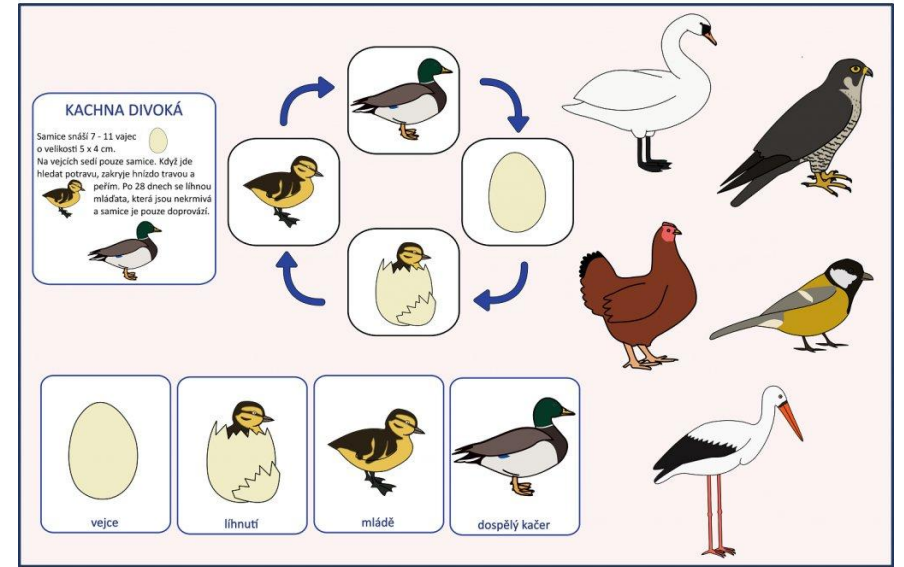 KACHNA DIVOKÁ
Samice snáší 7 - 11 vajec
o velikosti 5 x 4 cm.
Na vejcích sedí pouze samice. Když jde
hledat potravu, zakryje hnízdo travou a
peřím. Po 28 dnech se líhnou
mláďata, která jsou nekrmivá
a samice je pouze doprovází.
vejce
líhnutí
mládě
dospělý kačer